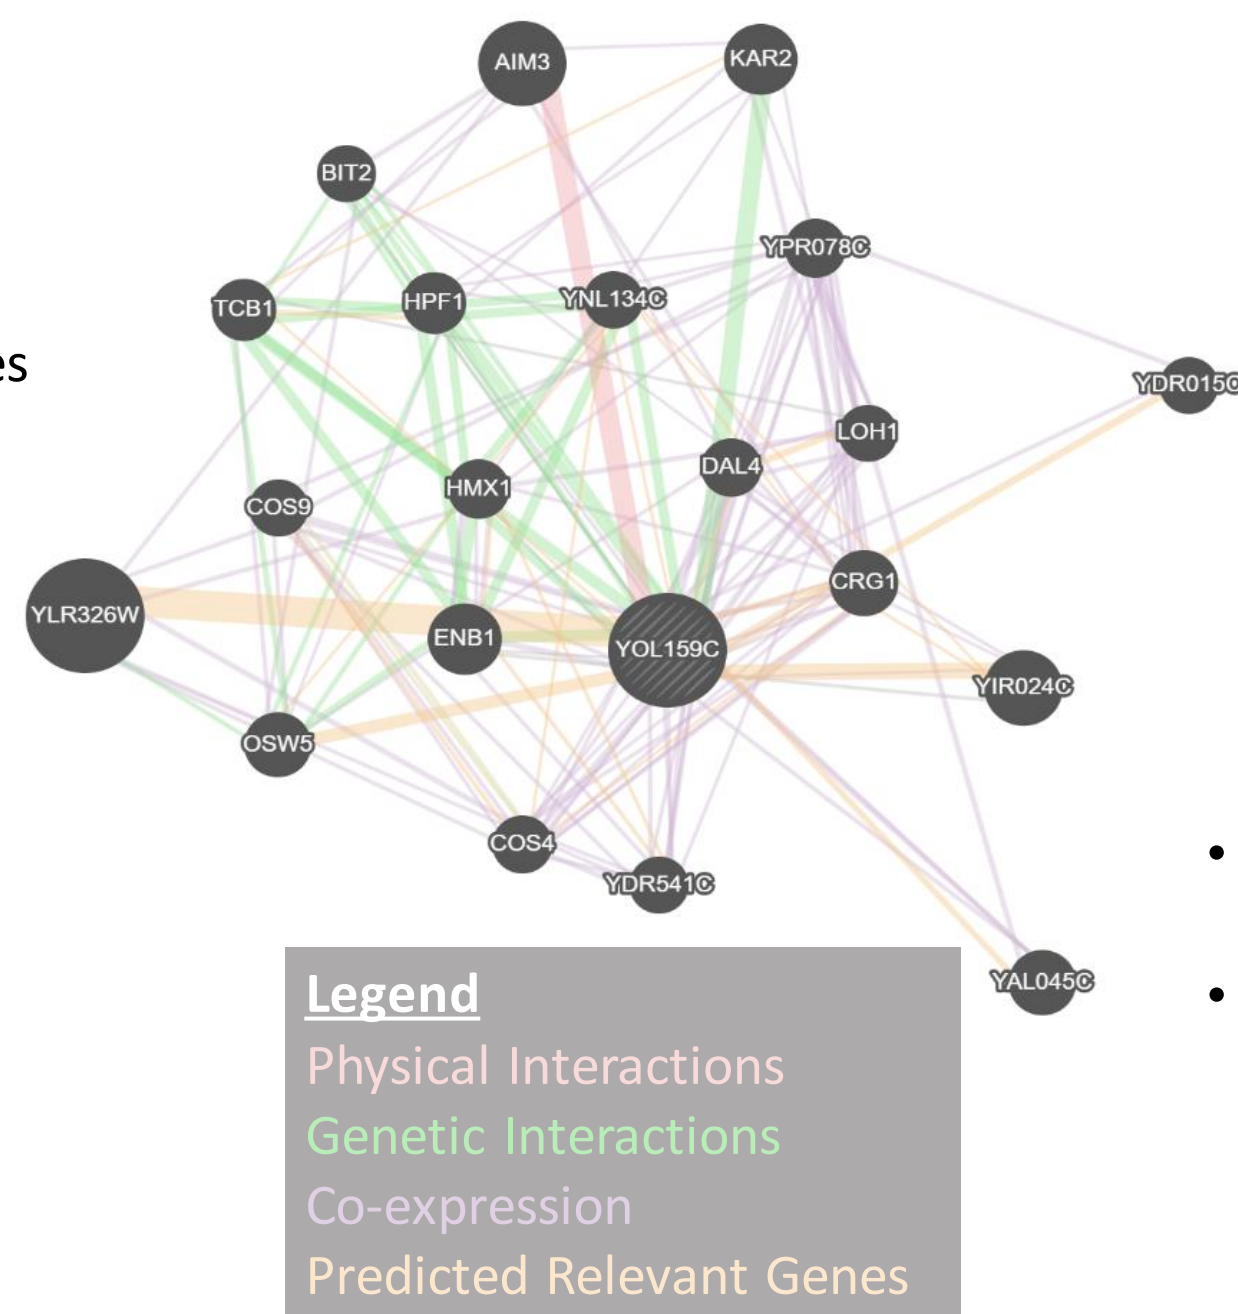 AIM3
KAR2
BIT2
YPR078C
TCB1
HPF1
YNL134C
es
YDR015C
LOH1
DAL4
HMX1
COS9
CRG1
YLR326W
ENB1
YOL159C
YIR024C
OSW5
COS4
YDR541C
•
YAL045C
•
Legend
Physical Interactions
Genetic Interactions
Co-expression
Predicted Relevant Genes